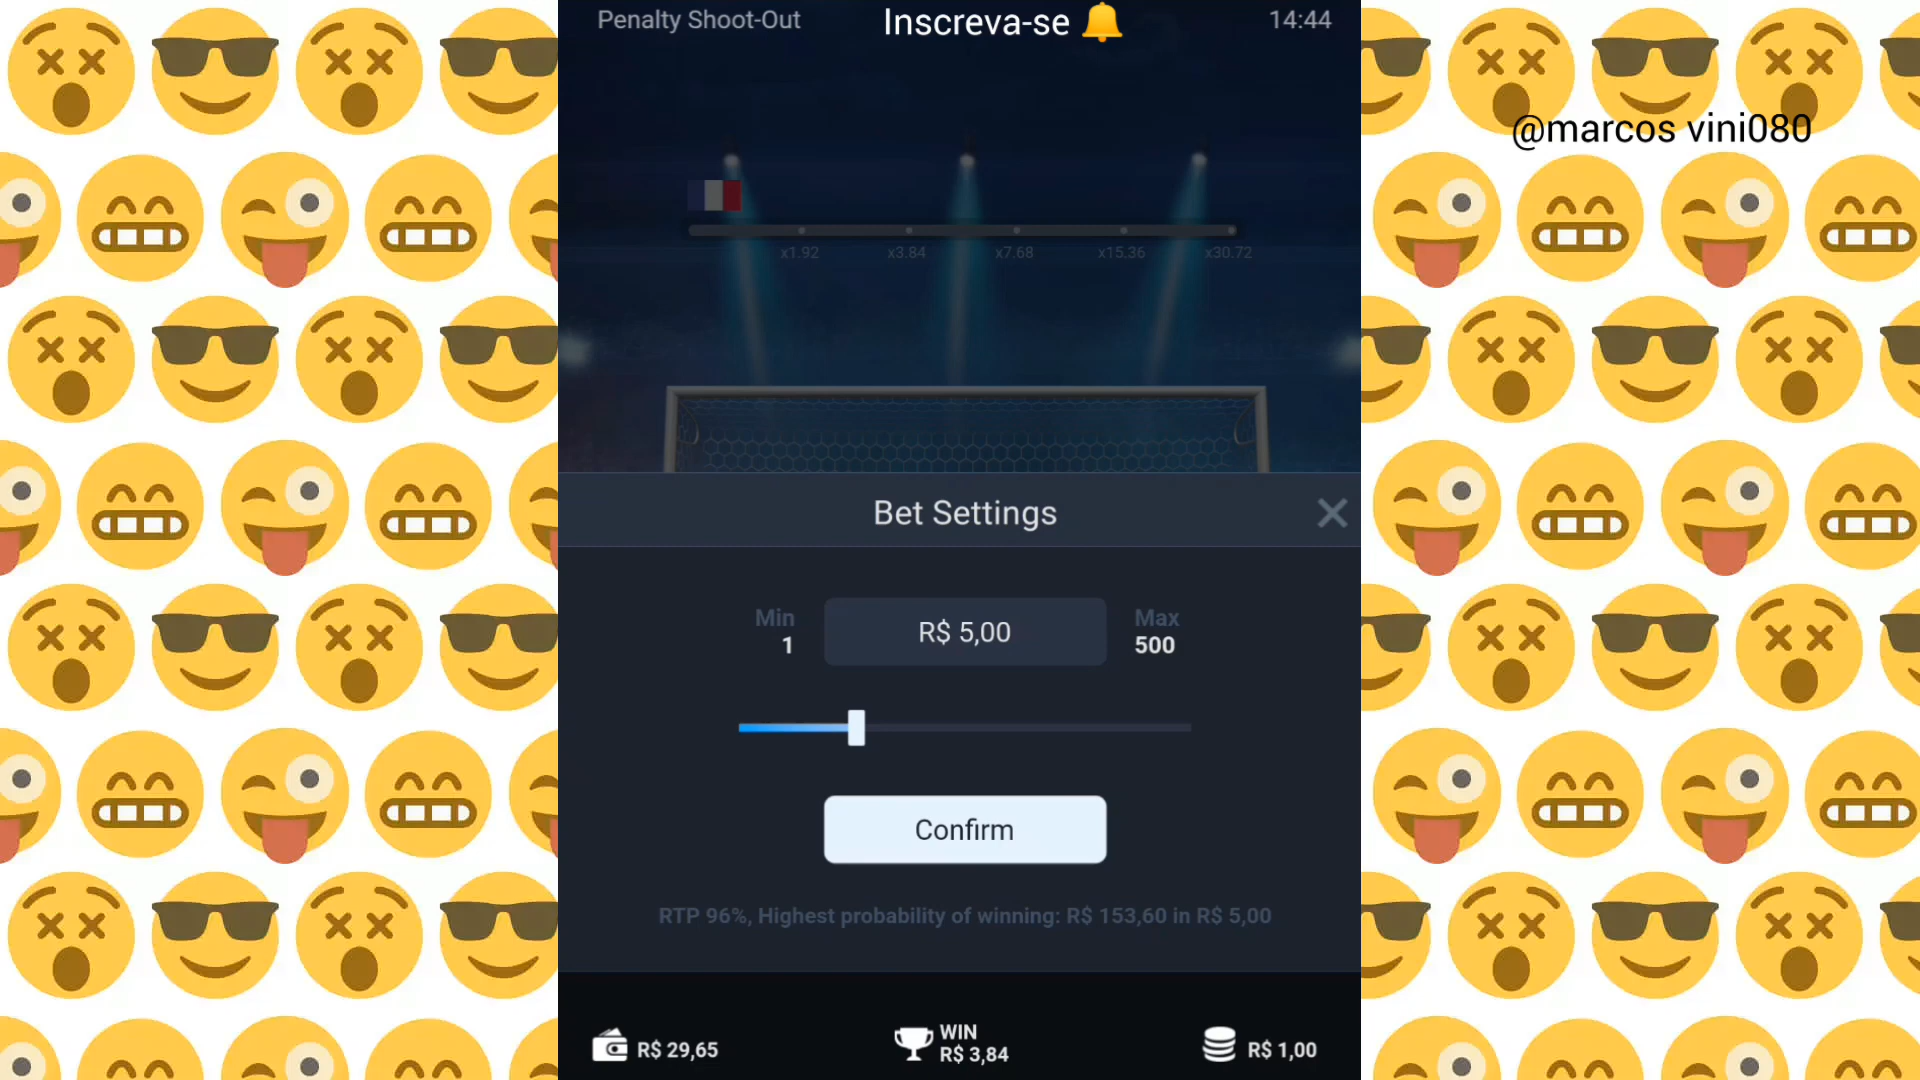 Penalty Shoot-Out
Inscreva-se
14:44
@marcos vini080
x1.92 x3.84 x7.68 x15.36 x30.72
Bet Settings
Min
1
R$ 5,00
Max
500
Confirm
RTP 96%, Highest probability of winning: R$ 153,60 in R$ 5,00
R$ 29,65
WIN
R$ 3,84
R$ 1,00